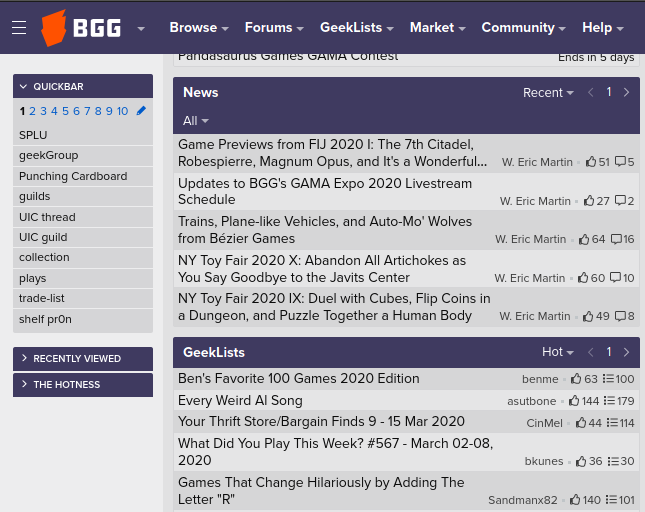 BGG
Browse Forums GeekLists Market Community Help
Pandasaurus Games GAMA Contest Ends in 5 days
QUICKBAR
1 2 3 4 5 6 7 8 9 10
SPLU
geekGroup
Punching Cardboard
guilds
UIC thread
UIC guild
collection
plays
trade-list
shelf pr0n
RECENTLY VIEWED
THE HOTNESS
News Recent 1
All
Game Previews from FIJ 2020 I: The 7th Citadel,
Robespierre, Magnum Opus, and It's a Wonderful... W. Eric Martin 51 5
Updates to BGG's GAMA Expo 2020 Livestream
Schedule W. Eric Martin 27 2
Trains, Plane-like Vehicles, and Auto-Mo' Wolves
from Bézier Games W. Eric Martin 64 16
NY Toy Fair 2020 X: Abandon All Artichokes as
You Say Goodbye to the Javits Center W. Eric Martin 60 10
NY Toy Fair 2020 IX: Duel with Cubes, Flip Coins in
a Dungeon, and Puzzle Together a Human Body W. Eric Martin 49 8
GeekLists Hot 1
Ben's Favorite 100 Games 2020 Edition benme 63 100
Every Weird Al Song asutbone 144 179
Your Thrift Store/Bargain Finds 9 - 15 Mar 2020 CinMel 44 114
What Did You Play This Week? #567 - March 02-08,
2020 bkunes 36 30
Games That Change Hilariously by Adding The
Letter "R" Sandmanx82 140 101